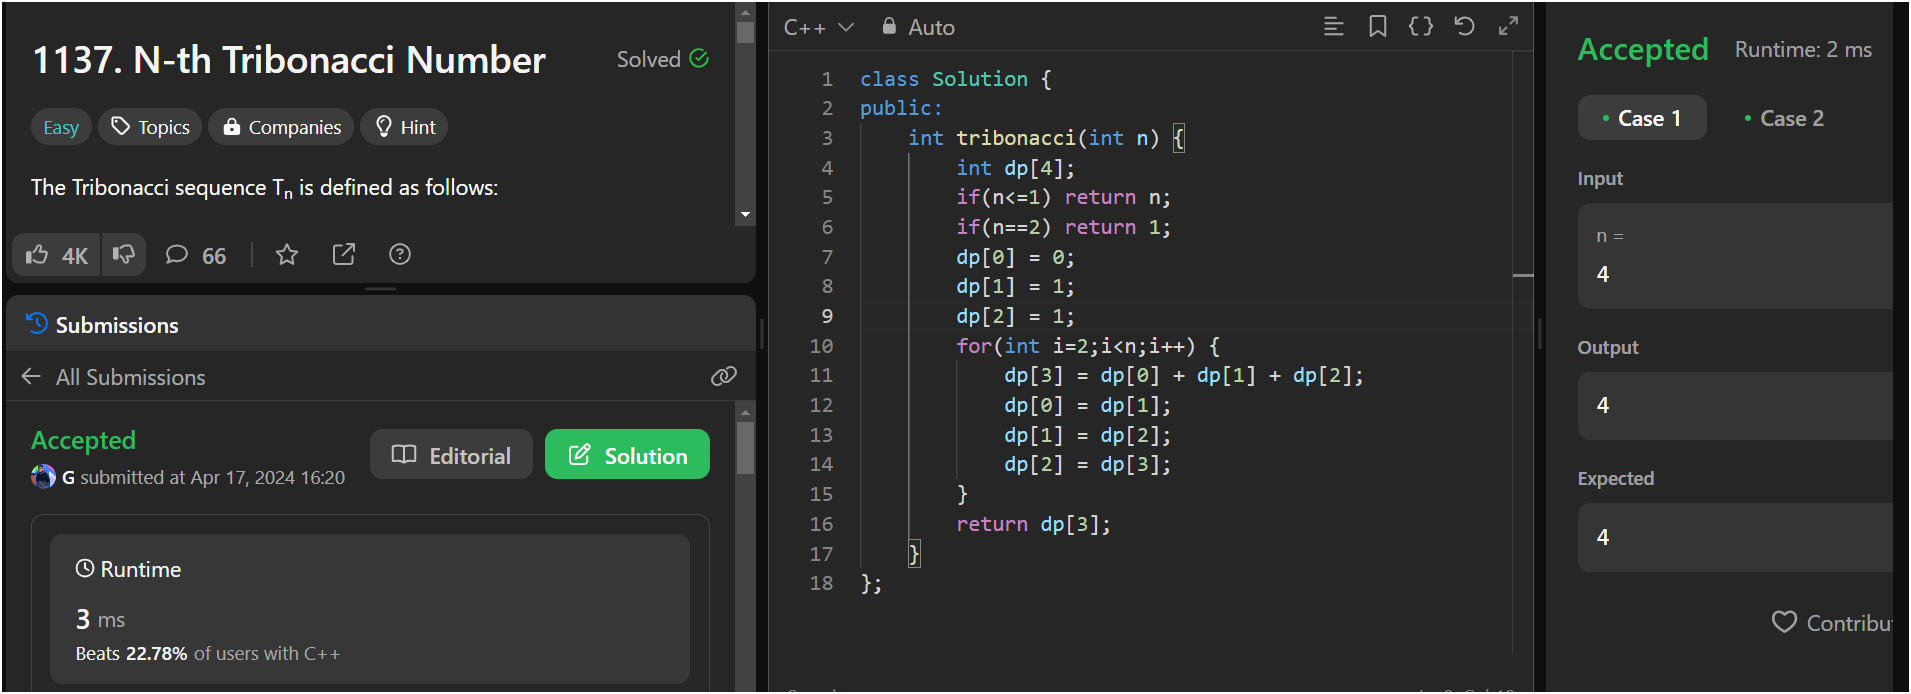 1137. N-th Tribonacci Number
Solved
Easy
Topics
Companies
Hint
The Tribonacci sequence Tn is defined as follows:
4K
66
Submissions
All Submissions
Accepted
G submitted at Apr 17, 2024 16:20
Editorial
Solution
Runtime
3 ms
Beats 22.78% of users with C++
C++
Auto
1 class Solution {
2 public:
3     int tribonacci(int n) {
4         int dp[4];
5         if(n<=1) return n;
6         if(n==2) return 1;
7         dp[0] = 0;
8         dp[1] = 1;
9         dp[2] = 1;
10         for(int i=2;i<n;i++) {
11             dp[3] = dp[0] + dp[1] + dp[2];
12             dp[0] = dp[1];
13             dp[1] = dp[2];
14             dp[2] = dp[3];
15         }
16         return dp[3];
17     }
18 };
Accepted
Runtime: 2 ms
• Case 1
• Case 2
Input
n =
4
Output
4
Expected
4